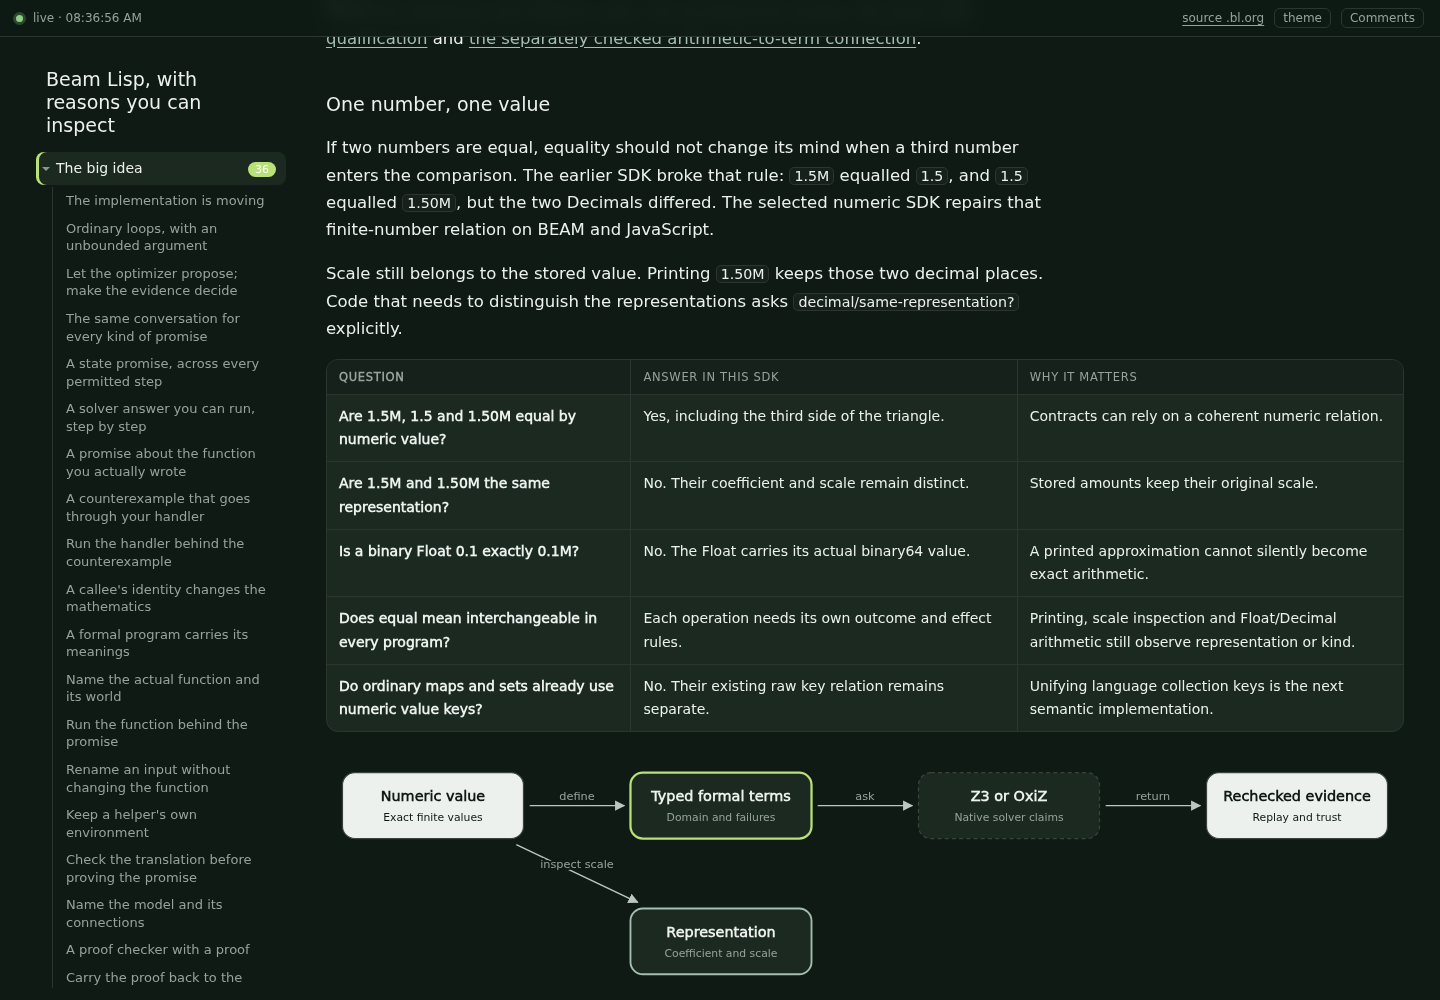 live · 08:36:56 AM
source .bl.org
theme
Comments
Beam Lisp, with
reasons you can
inspect
The big idea
36
The implementation is moving
Ordinary loops, with an
unbounded argument
Let the optimizer propose;
make the evidence decide
The same conversation for
every kind of promise
A state promise, across every
permitted step
A solver answer you can run,
step by step
A promise about the function
you actually wrote
A counterexample that goes
through your handler
Run the handler behind the
counterexample
A callee's identity changes the
mathematics
A formal program carries its
meanings
Name the actual function and
its world
Run the function behind the
promise
Rename an input without
changing the function
Keep a helper's own
environment
Check the translation before
proving the promise
Name the model and its
connections
A proof checker with a proof
Carry the proof back to the
qualification and the separately checked arithmetic-to-term connection.
One number, one value
If two numbers are equal, equality should not change its mind when a third number
enters the comparison. The earlier SDK broke that rule: 1.5M equalled 1.5, and 1.5
equalled 1.50M, but the two Decimals differed. The selected numeric SDK repairs that
finite-number relation on BEAM and JavaScript.
Scale still belongs to the stored value. Printing 1.50M keeps those two decimal places.
Code that needs to distinguish the representations asks decimal/same-representation?
explicitly.
QUESTION
ANSWER IN THIS SDK
WHY IT MATTERS
Are 1.5M, 1.5 and 1.50M equal by
numeric value?
Yes, including the third side of the triangle.
Contracts can rely on a coherent numeric relation.
Are 1.5M and 1.50M the same
representation?
No. Their coefficient and scale remain distinct.
Stored amounts keep their original scale.
Is a binary Float 0.1 exactly 0.1M?
No. The Float carries its actual binary64 value.
A printed approximation cannot silently become
exact arithmetic.
Does equal mean interchangeable in
every program?
Each operation needs its own outcome and effect
rules.
Printing, scale inspection and Float/Decimal
arithmetic still observe representation or kind.
Do ordinary maps and sets already use
numeric value keys?
No. Their existing raw key relation remains
separate.
Unifying language collection keys is the next
semantic implementation.
Numeric value
Exact finite values
define
Typed formal terms
Domain and failures
ask
Z3 or OxiZ
Native solver claims
return
Rechecked evidence
Replay and trust
inspect scale
Representation
Coefficient and scale